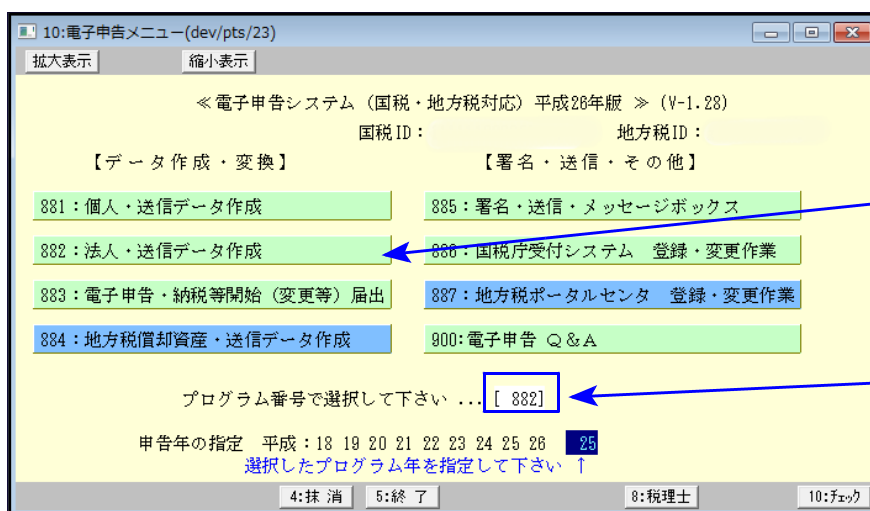 10:電子申告メニュー(dev/pts/23)
拡大表示 縮小表示
≪電子申告システム（国税・地方税対応）平成26年版 ≫ (V-1.28)
国税ID： 地方税ID：
【データ作成・変換】 【署名・送信・その他】
881：個人・送信データ作成 885：署名・送信・メッセージボックス
882：法人・送信データ作成 886：国税庁受付システム 登録・変更作業
883：電子申告・納税等開始（変更等）届出 887：地方税ポータルセンタ 登録・変更作業
884：地方税償却資産・送信データ作成 900:電子申告 Ｑ＆Ａ
プログラム番号で選択して下さい ...[ 882]
申告年の指定 平成：18 19 20 21 22 23 24 25 26 25
選択したプログラム年を指定して下さい ↑
4:抹 消 5:終 了 8:税理士 10:ﾁｪｯｸ